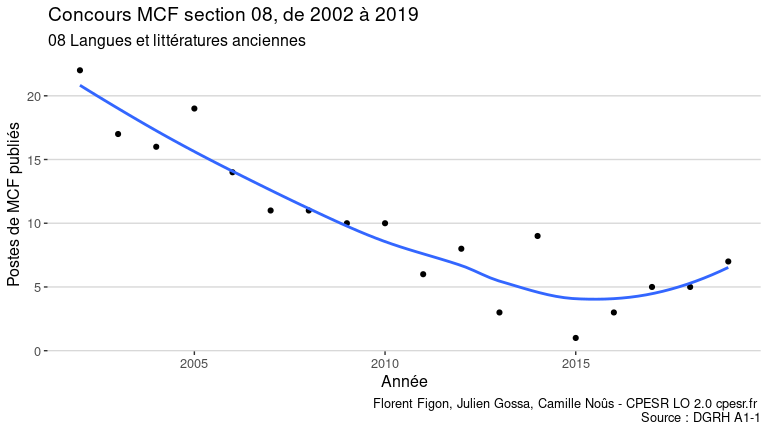 Concours MCF section 08, de 2002 à 2019
08 Langues et littératures anciennes
Postes de MCF publiés
20
15
10
5
0
2005
2010
2015
Année
Florent Figon, Julien Gossa, Camille Noûs - CPESR LO 2.0 cpesr.fr
Source : DGRH A1-1